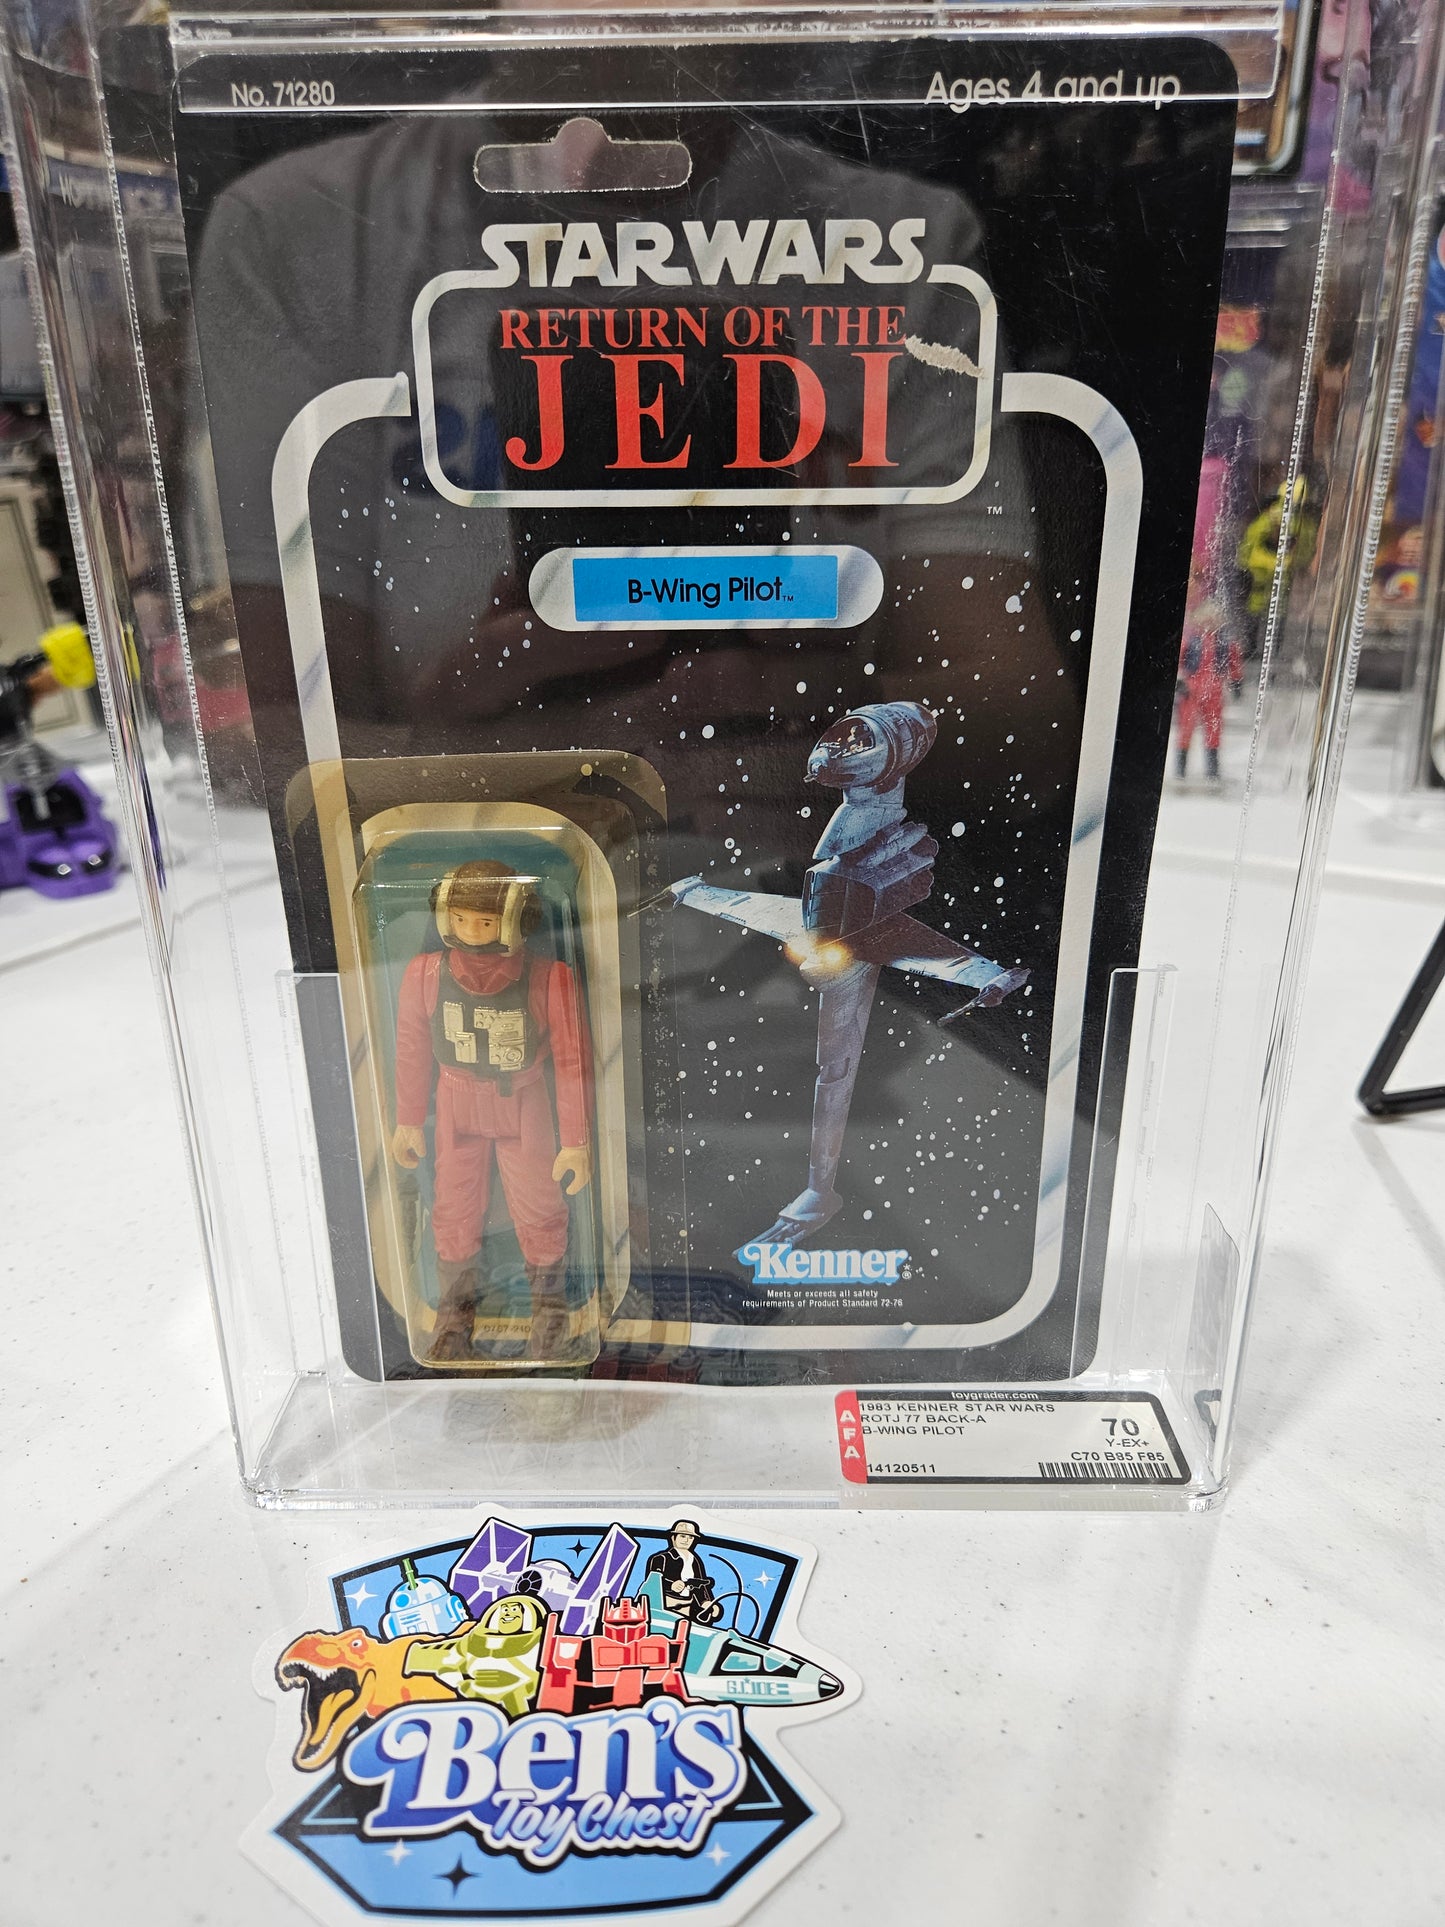 No. 71280
Ages 4 and up
STAR WARS
RETURN OF THE
JEDI
TM
B-Wing Pilot TM
Kenner®
Meets or exceeds all safety
requirements of Product Standard 72-76
toygrader.com
AFA
1983 KENNER STAR WARS
ROTJ 77 BACK-A
B-WING PILOT
14120511
70
Y-EX+
C70 B85 F85
G.I. JOE
Ben's
Toy Chest